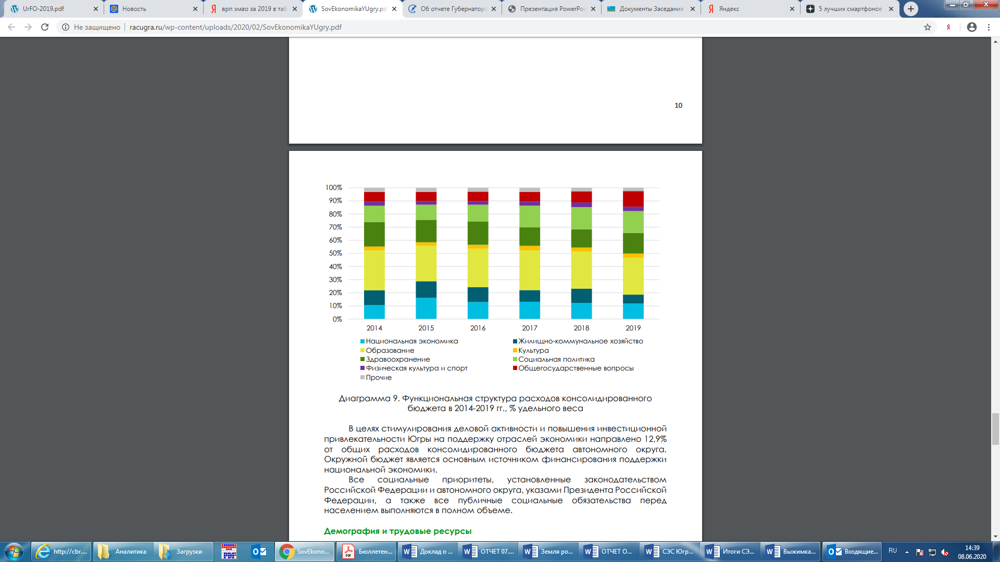 UrFO-2019.pdf
Новость
врп хмао за 2019 в таб
SovEkonomikaYUgry.pd
Об отчете Губернатора
Презентация PowerPoi
Документы Заседания
Яндекс
5 лучших смартфонов
Не защищено
racugra.ru/wp-content/uploads/2020/02/SovEkonomikaYUgry.pdf
10
100%
90%
80%
70%
60%
50%
40%
30%
20%
10%
0%
2014 2015 2016 2017 2018 2019
Национальная экономика Жилищно-коммунальное хозяйство
Образование Культура
Здравоохранение Социальная политика
Физическая культура и спорт Общегосударственные вопросы
Прочие
Диаграмма 9. Функциональная структура расходов консолидированного
бюджета в 2014-2019 гг., % удельного веса
В целях стимулирования деловой активности и повышения инвестиционной
привлекательности Югры на поддержку отраслей экономики направлено 12,9%
от общих расходов консолидированного бюджета автономного округа.
Окружной бюджет является основным источником финансирования поддержки
национальной экономики.
Все социальные приоритеты, установленные законодательством
Российской Федерации и автономного округа, указами Президента Российской
Федерации, а также все публичные социальные обязательства перед
населением выполняются в полном объеме.
Демография и трудовые ресурсы
http://cbr....
Аналитика
Загрузки
SovEkono...
Бюллетен...
Доклад о ...
ОТЧЕТ 07....
Земля ро...
ОТЧЕТ О...
СЭС Югр...
Итоги СЭ...
Выжимка...
Входящие...
RU
14:39
08.06.2020